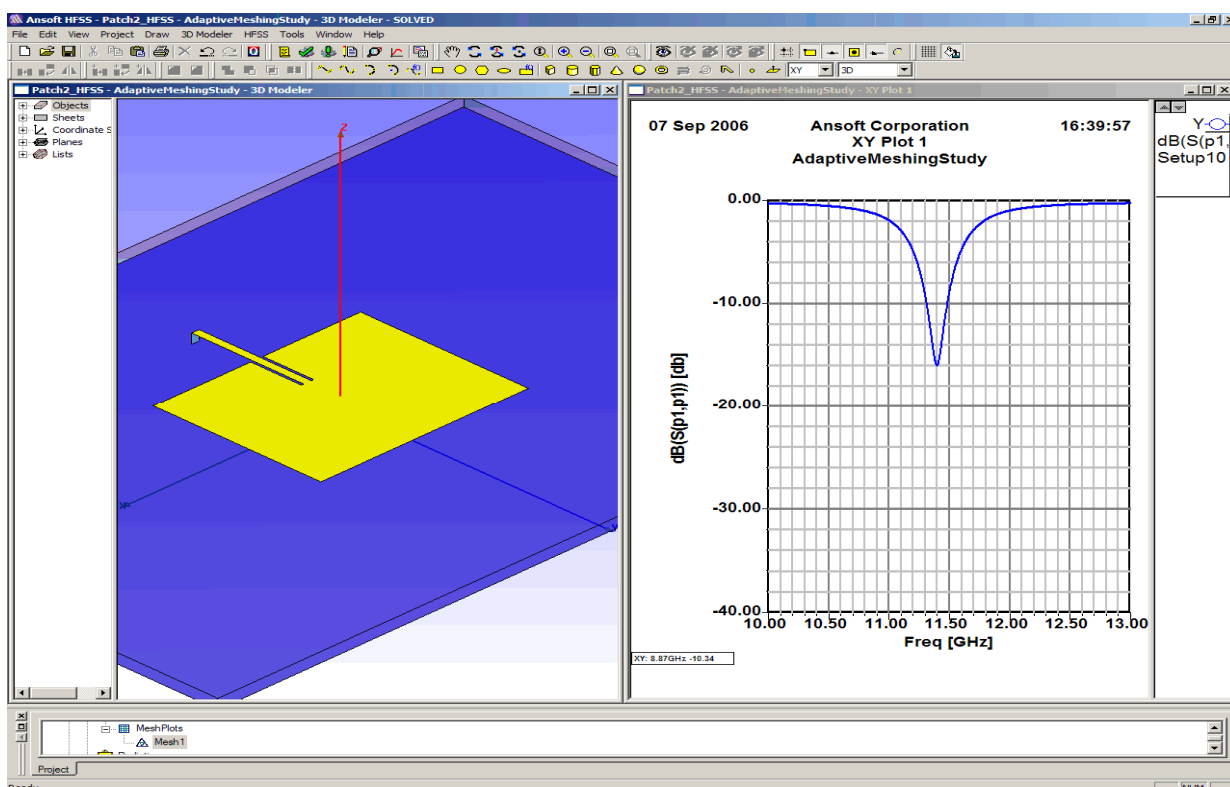 Ansoft HFSS - Patch2_HFSS - AdaptiveMeshingStudy - 3D Modeler - SOLVED
File Edit View Project Draw 3D Modeler HFSS Tools Window Help
XY 3D
Patch2_HFSS - AdaptiveMeshingStudy - 3D Modeler
Objects
Sheets
Coordinate S
Planes
Lists
Z
Patch2_HFSS - AdaptiveMeshingStudy - XY Plot 1
07 Sep 2006 Ansoft Corporation 16:39:57
XY Plot 1
AdaptiveMeshingStudy
Y
dB(S(p1,
Setup10
0.00
-10.00
-20.00
-30.00
-40.00
dB(S(p1,p1)) [db]
10.00 10.50 11.00 11.50 12.00 12.50 13.00
Freq [GHz]
XY: 8.87GHz -10.34
MeshPlots
Mesh1
Project
Ready
NUM